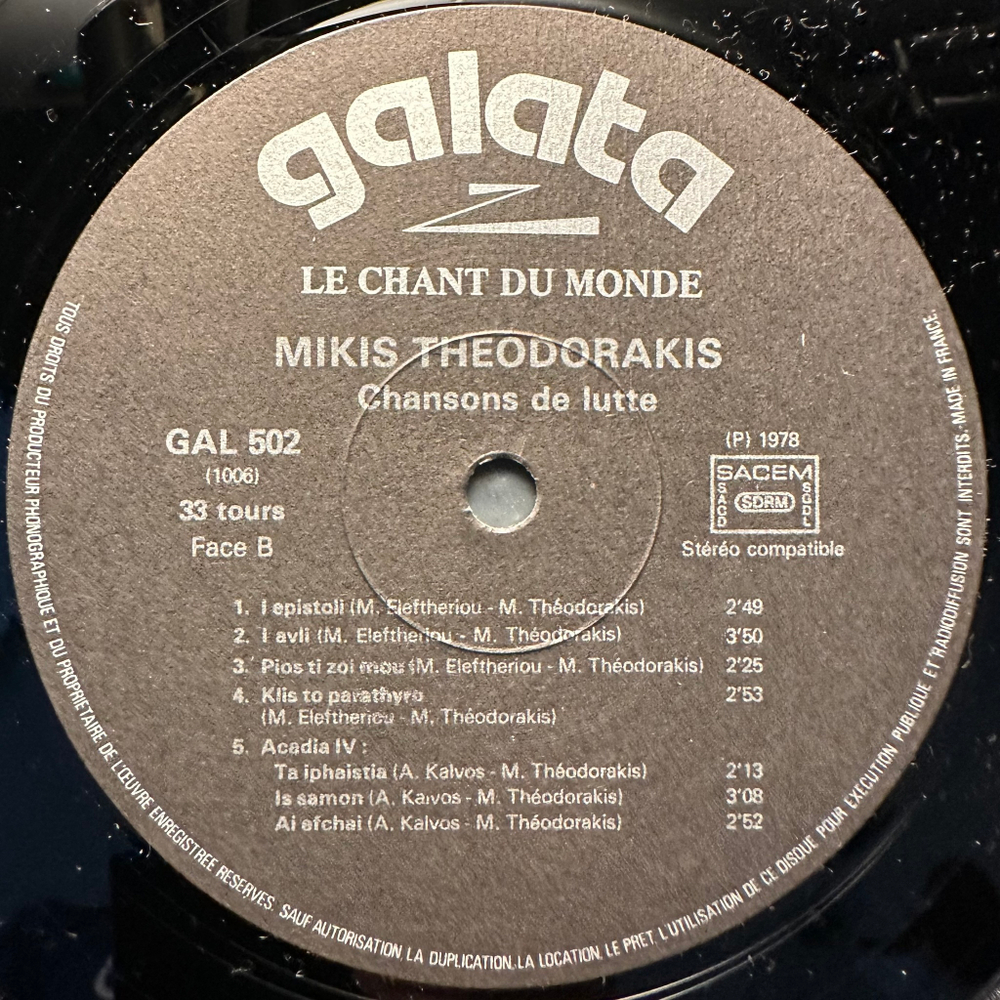 galata
LE CHANT DU MONDE
MIKIS THEODORAKIS
Chansons de lutte
GAL 502
(1006)
33 tours
Face B
(P) 1978
SACEM
SACD
SDRM
SGDL
Stéréo compatible
1. I epistoli (M. Eleftheriou - M. Théodorakis) 2'49
2. I avli (M. Eleftheriou - M. Théodorakis) 3'50
3. Pios ti zoi mou (M. Eleftheriou - M. Théodorakis) 2'25
4. Klis to parathyro 2'53
(M. Eleftheriou - M. Théodorakis)
5. Acadia IV :
Ta iphaistia (A. Kalvos - M. Théodorakis) 2'13
Is samon (A. Kalvos - M. Théodorakis) 3'08
Ai efchai (A. Kalvos - M. Théodorakis) 2'52
TOUS DROITS DU PRODUCTEUR PHONOGRAPHIQUE ET DU PROPRIETAIRE DE L'ŒUVRE ENREGISTREE RESERVES. SAUF AUTORISATION, LA DUPLICATION, LA LOCATION, LE PRET, L'UTILISATION DE CE DISQUE POUR EXECUTION PUBLIQUE ET RADIODIFFUSION SONT INTERDITS. MADE IN FRANCE.